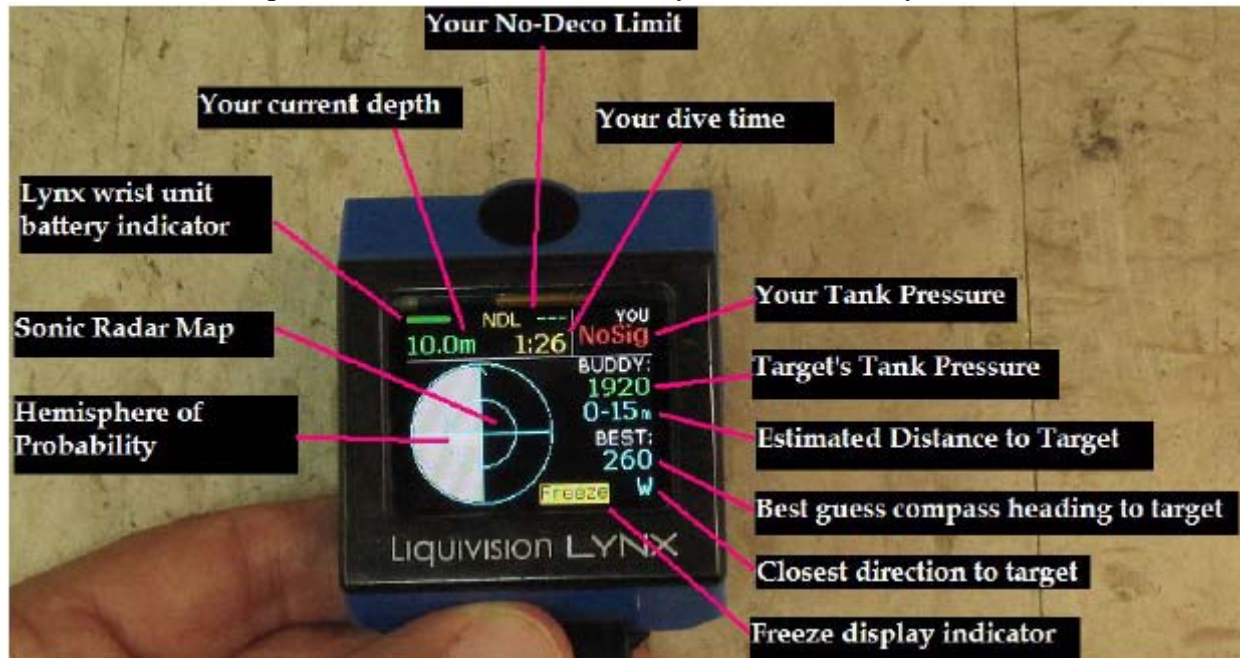 Your No-Deco Limit
Your current depth
Your dive time
Lynx wrist unit
battery indicator
Your Tank Pressure
Sonic Radar Map
Target's Tank Pressure
Hemisphere of
Probability
Estimated Distance to Target
Best guess compass heading to target
Closest direction to target
Freeze display indicator
NDL ---
YOU
10.0m 1:26 NoSig
BUDDY:
1920
0-15m
BEST:
260
Freeze W
Liquivision LYNX